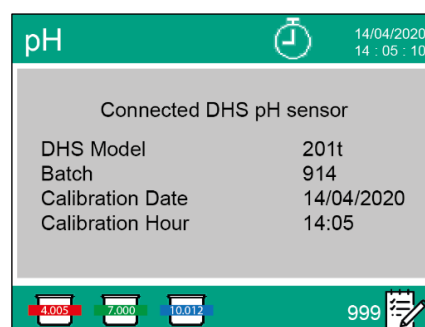 pH
14/04/2020
14 : 05 : 10
Connected DHS pH sensor
DHS Model 201t
Batch 914
Calibration Date 14/04/2020
Calibration Hour 14:05
4.005 7.000 10.012 999